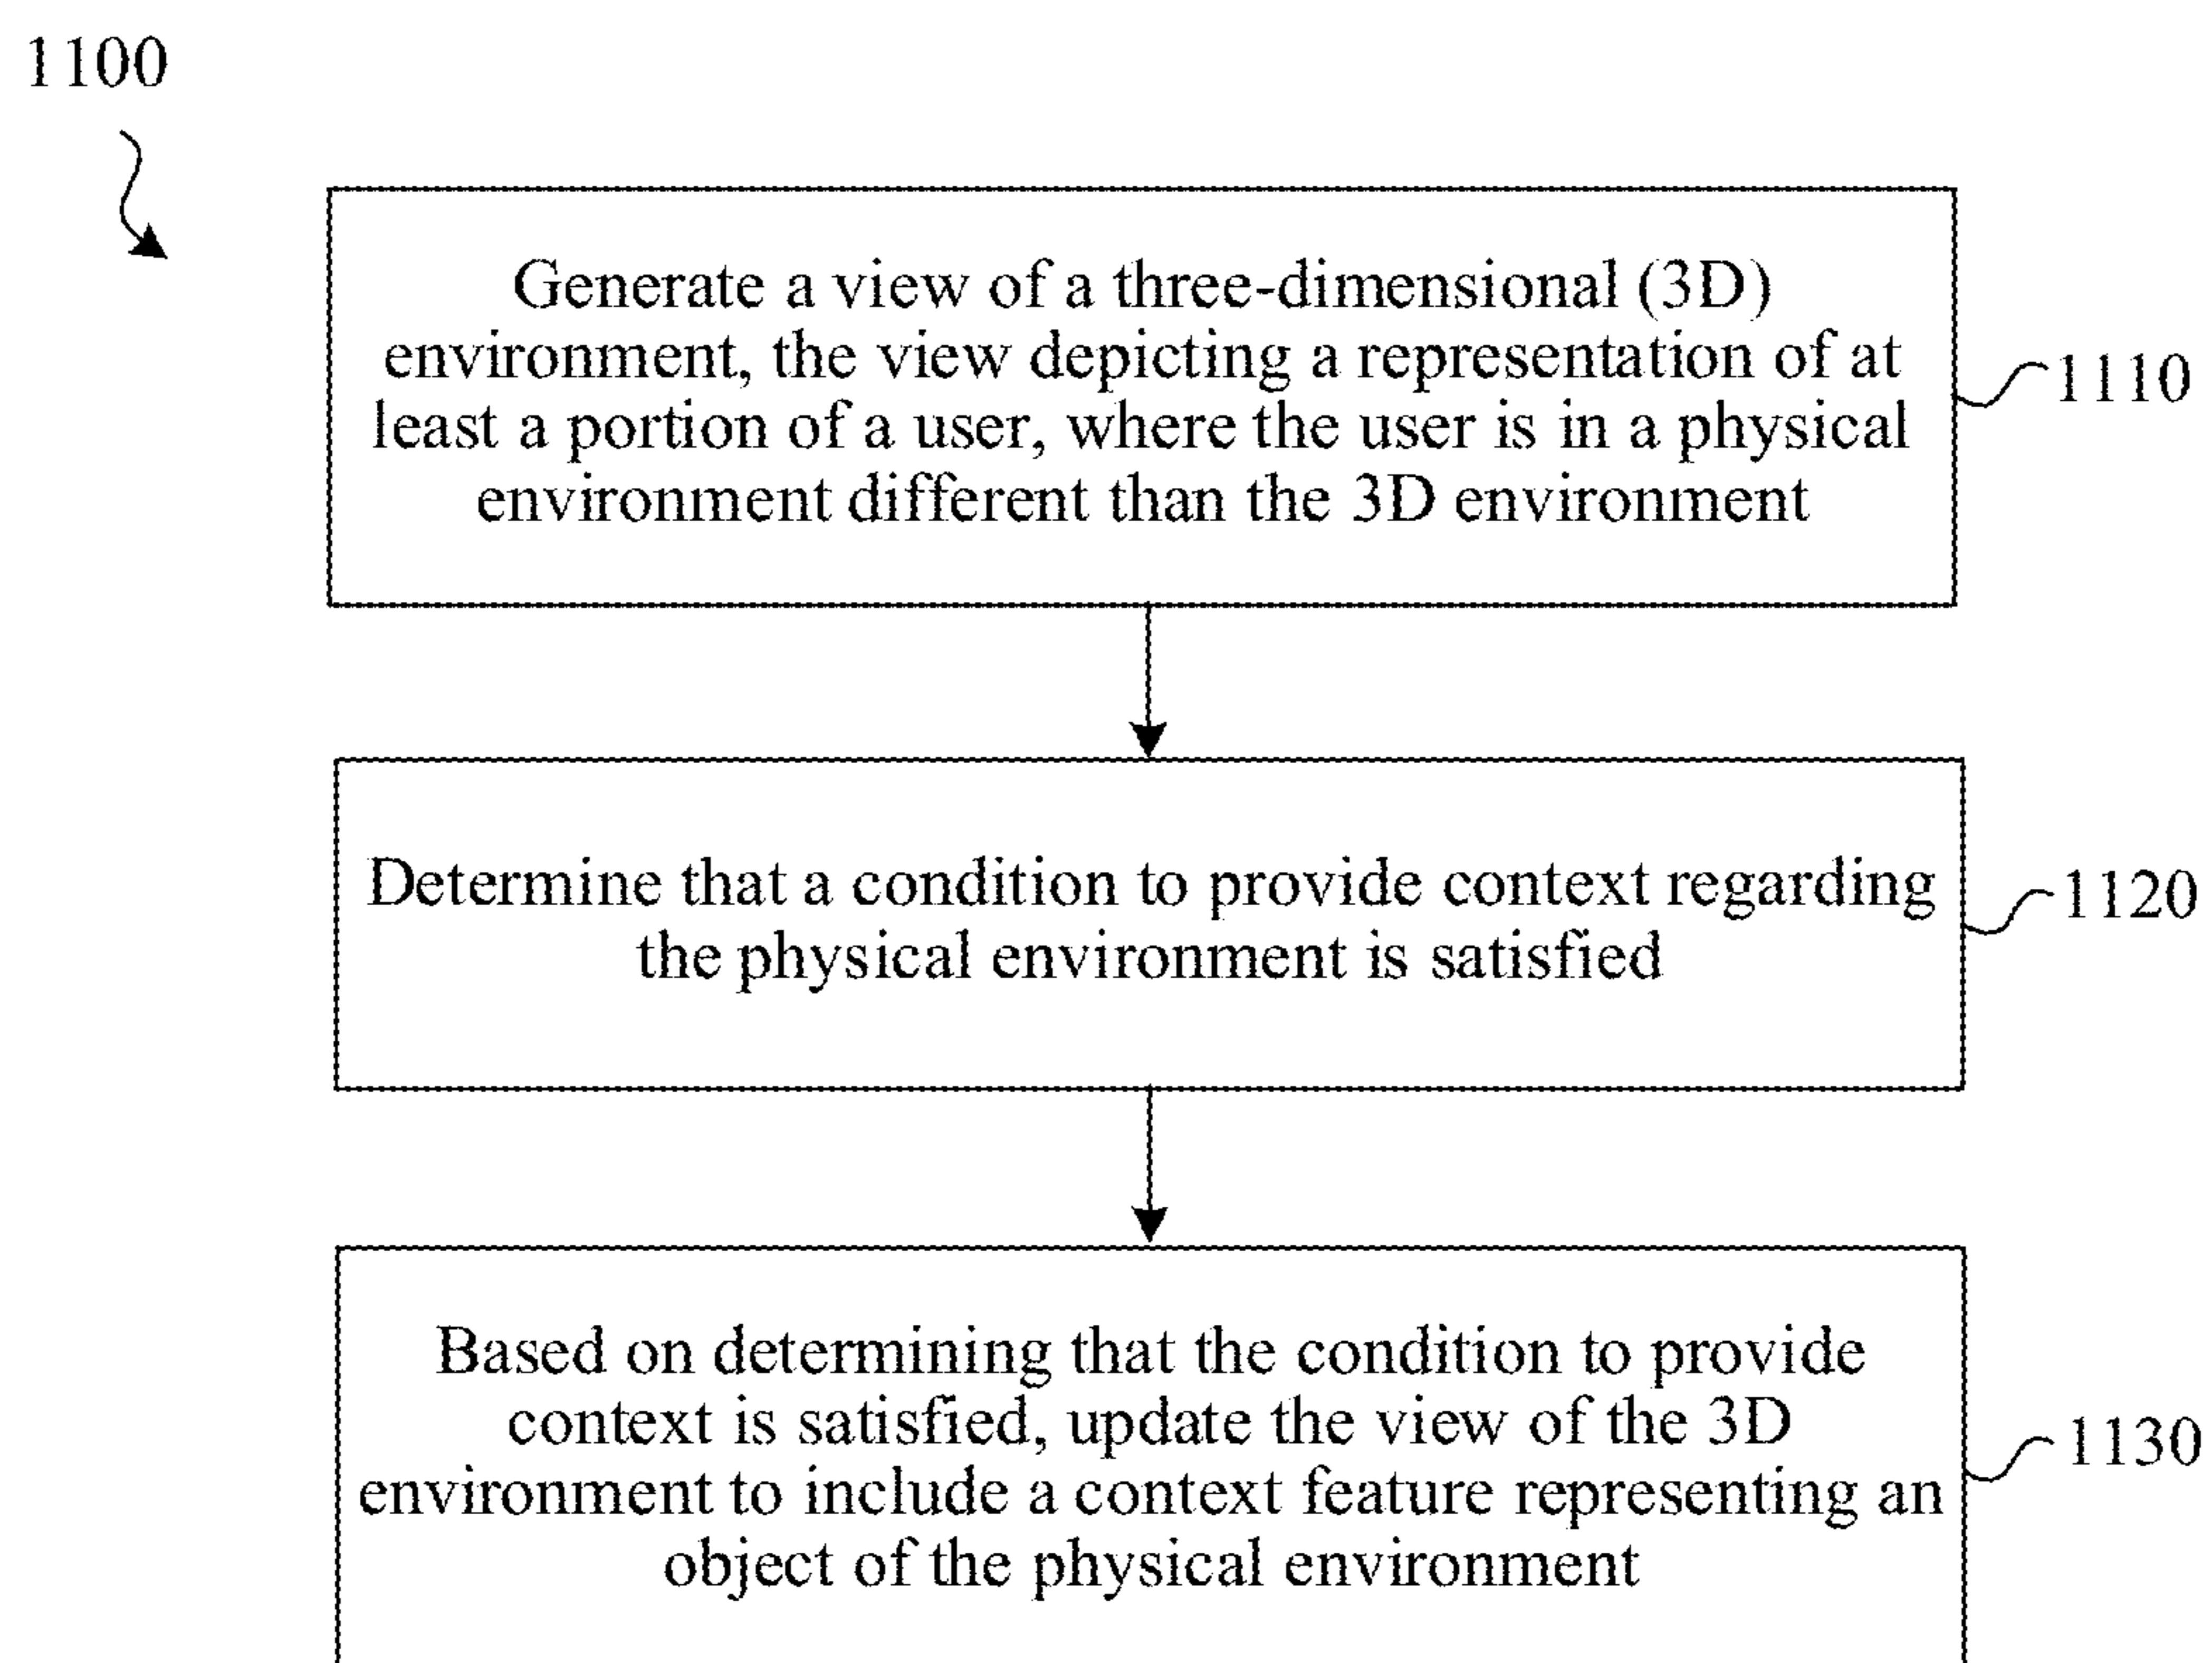 1100
Generate a view of a three-dimensional (3D)
environment, the view depicting a representation of at
least a portion of a user, where the user is in a physical
environment different than the 3D environment
1110
Determine that a condition to provide context regarding
the physical environment is satisfied
1120
Based on determining that the condition to provide
context is satisfied, update the view of the 3D
environment to include a context feature representing an
object of the physical environment
1130